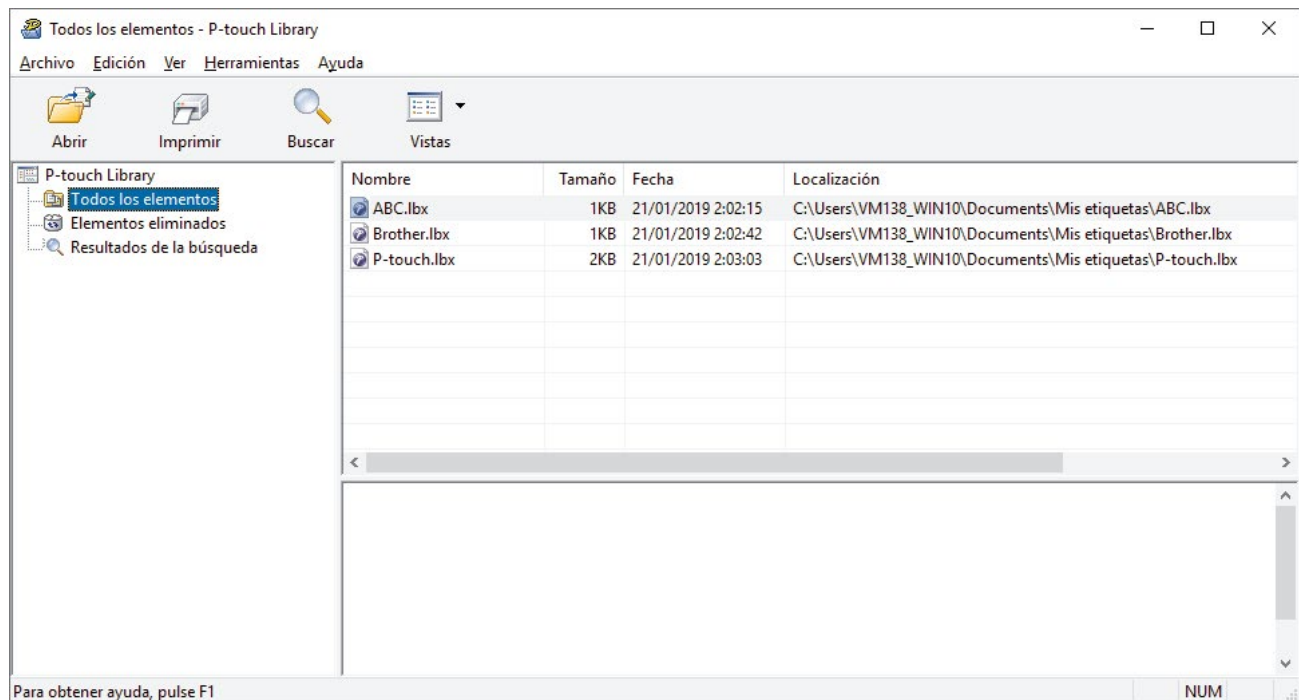 Todos los elementos - P-touch Library
Archivo Edición Ver Herramientas Ayuda
Abrir Imprimir Buscar Vistas
P-touch Library
Todos los elementos
Elementos eliminados
Resultados de la búsqueda
Nombre Tamaño Fecha Localización
ABC.lbx 1KB 21/01/2019 2:02:15 C:\Users\VM138_WIN10\Documents\Mis etiquetas\ABC.lbx
Brother.lbx 1KB 21/01/2019 2:02:42 C:\Users\VM138_WIN10\Documents\Mis etiquetas\Brother.lbx
P-touch.lbx 2KB 21/01/2019 2:03:03 C:\Users\VM138_WIN10\Documents\Mis etiquetas\P-touch.lbx
Para obtener ayuda, pulse F1 NUM